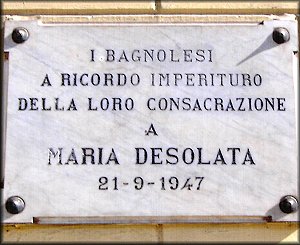 I BAGNOLESI
A RICORDO IMPERITURO
DELLA LORO CONSACRAZIONE
A
MARIA DESOLATA
21-9-1947